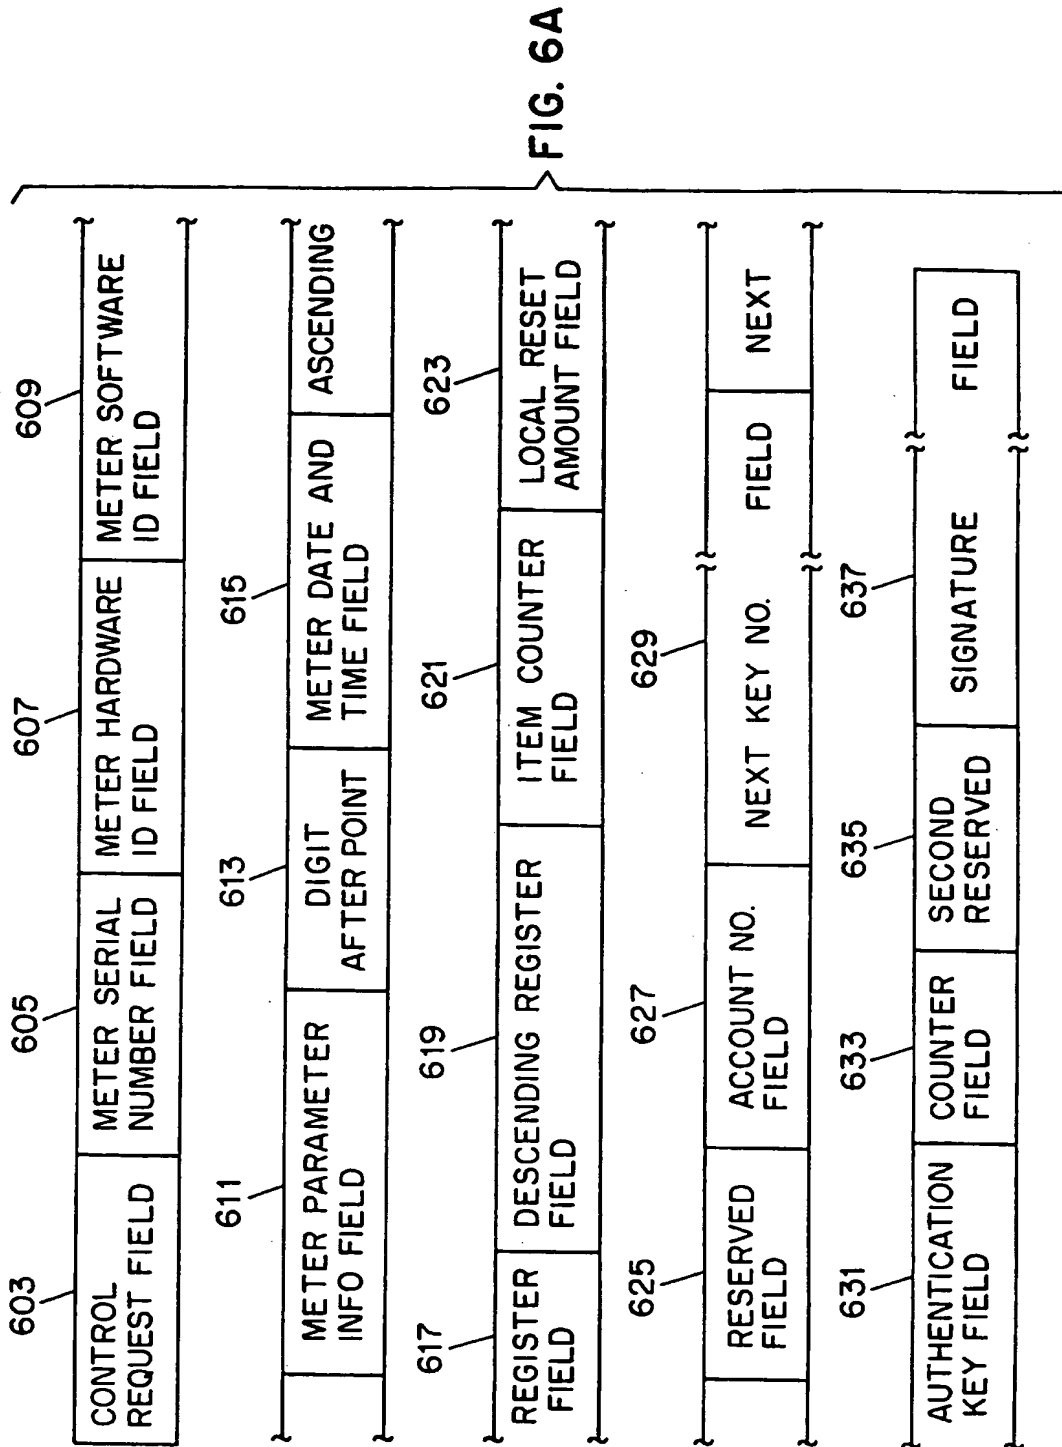 603
605
607
609
CONTROL
REQUEST FIELD
METER SERIAL
NUMBER FIELD
METER HARDWARE
ID FIELD
METER SOFTWARE
ID FIELD
611
613
615
METER PARAMETER
INFO FIELD
DIGIT
AFTER POINT
METER DATE AND
TIME FIELD
ASCENDING
617
619
621
623
REGISTER
FIELD
DESCENDING REGISTER
FIELD
ITEM COUNTER
FIELD
LOCAL RESET
AMOUNT FIELD
625
627
629
RESERVED
FIELD
ACCOUNT NO.
FIELD
NEXT KEY NO.
FIELD
NEXT
631
633
635
637
AUTHENTICATION
KEY FIELD
COUNTER
FIELD
SECOND
RESERVED
SIGNATURE
FIELD
FIG. 6A